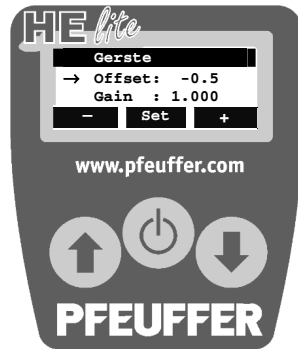 HE lite
Gerste
→ Offset: -0.5
Gain : 1.000
− Set +
www.pfeuffer.com
PFEUFFER